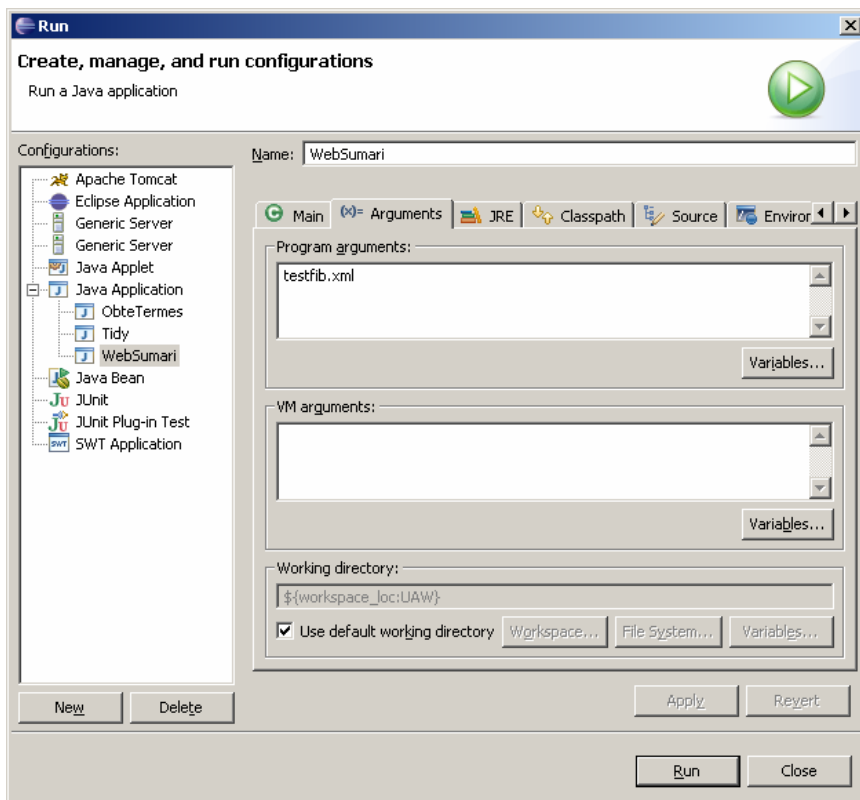 Run
Create, manage, and run configurations
Run a Java application
Configurations:
Apache Tomcat
Eclipse Application
Generic Server
Generic Server
Java Applet
Java Application
ObteTermes
Tidy
WebSumari
Java Bean
JUnit
JUnit Plug-in Test
SWT Application
New Delete
Name: WebSumari
Main (x)= Arguments JRE Classpath Source Enviror
Program arguments:
testfib.xml
Variables...
VM arguments:
Variables...
Working directory:
${workspace_loc:UAW}
Use default working directory Workspace... File System... Variables...
Apply Revert
Run Close